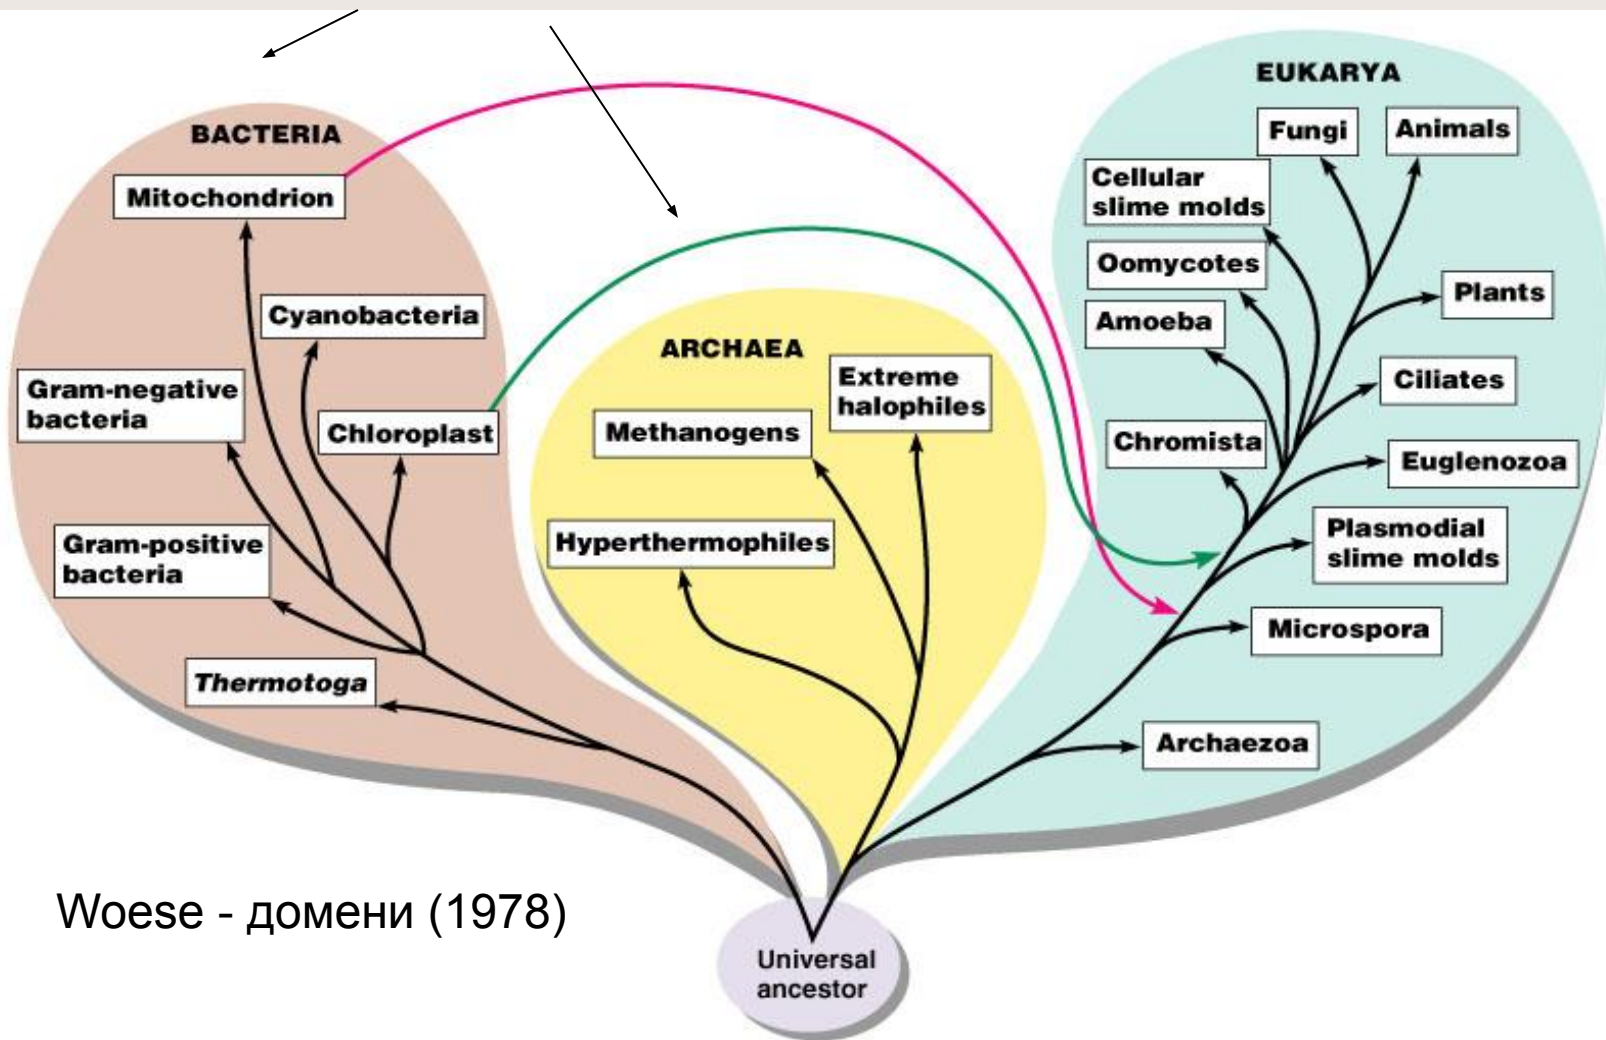 BACTERIA
Mitochondrion
Cyanobacteria
Gram-negative
bacteria
Chloroplast
Gram-positive
bacteria
Thermotoga
ARCHAEA
Extreme
halophiles
Methanogens
Hyperthermophiles
EUKARYA
Fungi
Animals
Cellular
slime molds
Oomycotes
Plants
Amoeba
Ciliates
Chromista
Euglenozoa
Plasmodial
slime molds
Microspora
Archaezoa
Woese - домени (1978)
Universal
ancestor